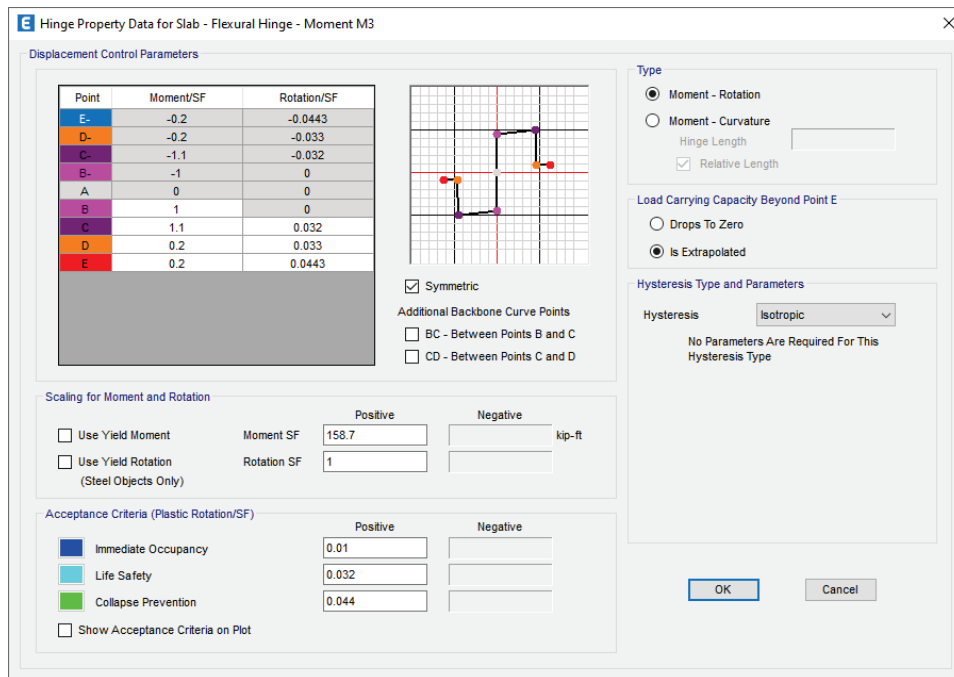 E Hinge Property Data for Slab - Flexural Hinge - Moment M3
Displacement Control Parameters
Point Moment/SF Rotation/SF
E- -0.2 -0.0443
D- -0.2 -0.033
C- -1.1 -0.032
B- -1 0
A 0 0
B 1 0
C 1.1 0.032
D 0.2 0.033
E 0.2 0.0443
Symmetric
Additional Backbone Curve Points
BC - Between Points B and C
CD - Between Points C and D
Type
Moment - Rotation
Moment - Curvature
Hinge Length
Relative Length
Load Carrying Capacity Beyond Point E
Drops To Zero
Is Extrapolated
Hysteresis Type and Parameters
Hysteresis Isotropic
No Parameters Are Required For This
Hysteresis Type
Scaling for Moment and Rotation
Positive Negative
Use Yield Moment Moment SF 158.7 kip-ft
Use Yield Rotation Rotation SF 1
(Steel Objects Only)
Acceptance Criteria (Plastic Rotation/SF)
Positive Negative
Immediate Occupancy 0.01
Life Safety 0.032
Collapse Prevention 0.044
Show Acceptance Criteria on Plot
OK Cancel